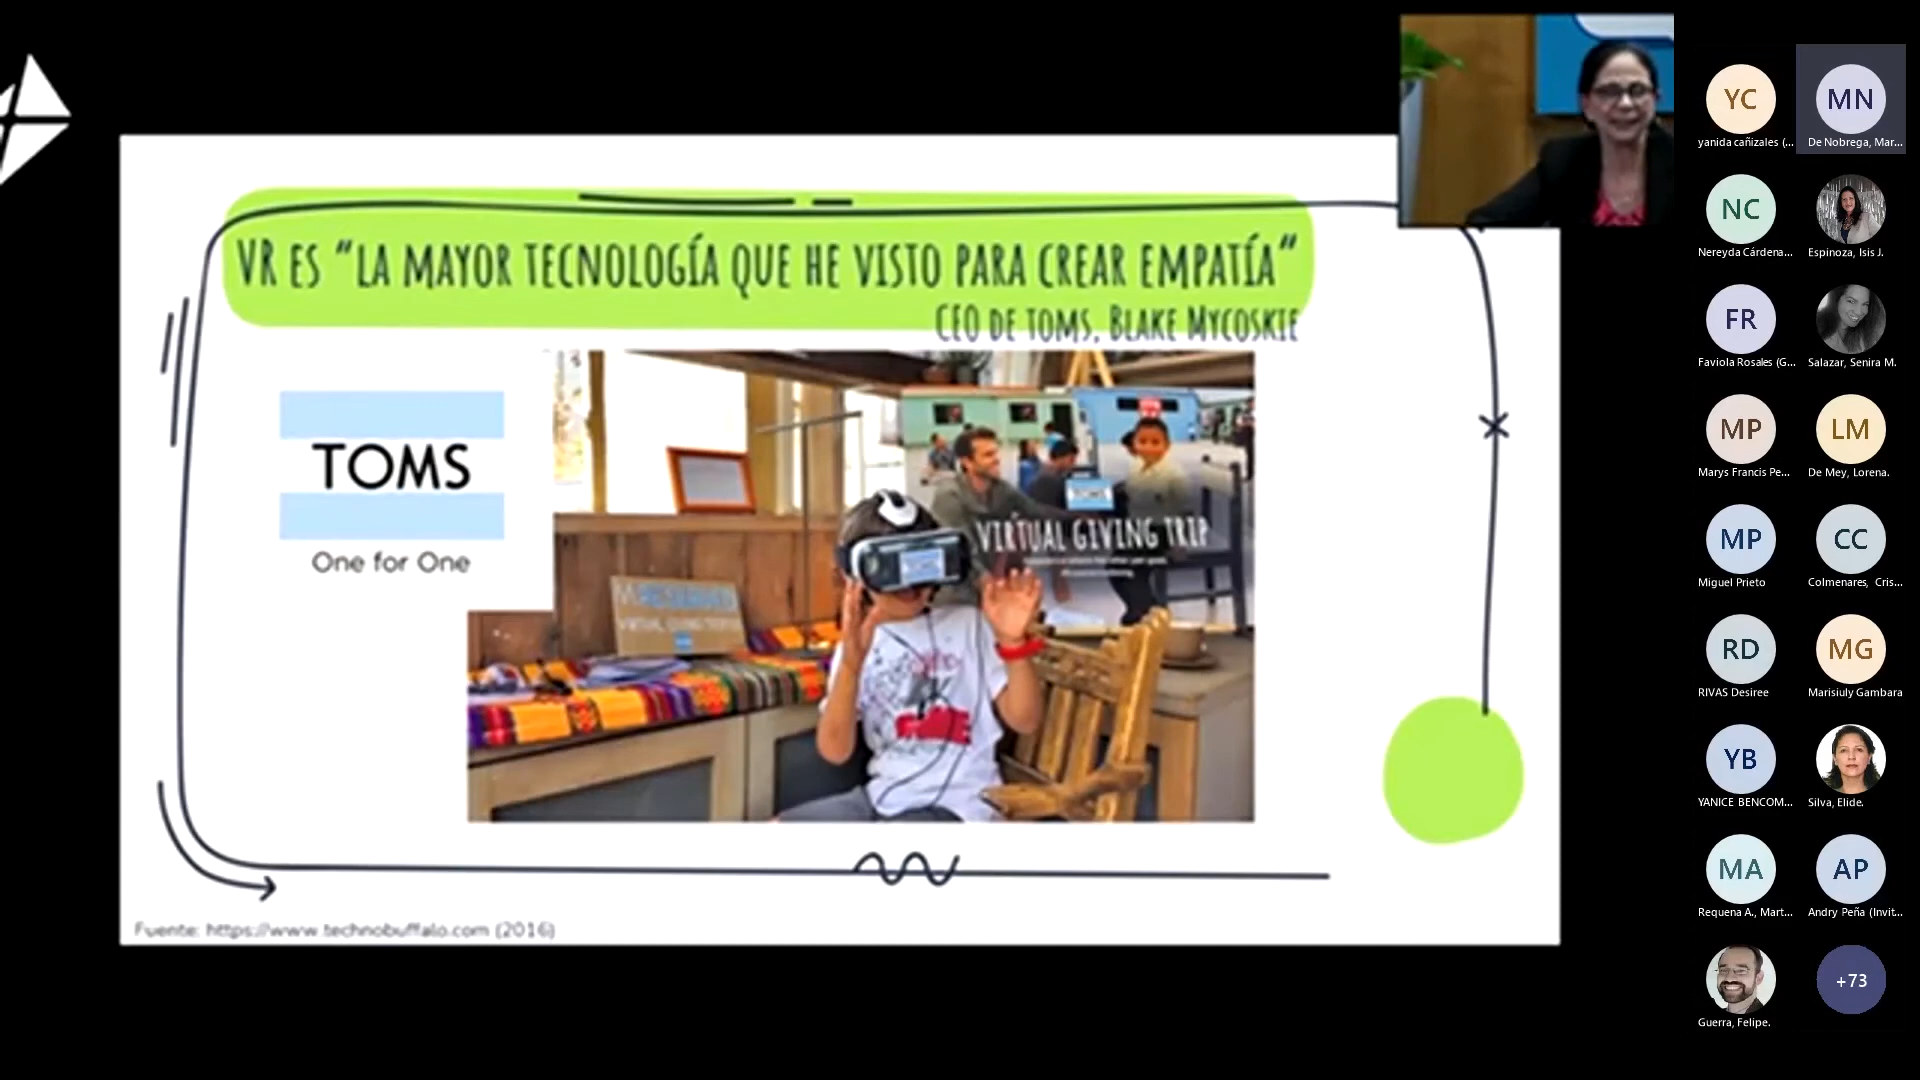 VR ES “LA MAYOR TECNOLOGÍA QUE HE VISTO PARA CREAR EMPATÍA“
CEO DE TOMS, BLAKE MYCOSKIE
TOMS
One for One
VIRTUAL GIVING TRIP
Fuente: https://www.technobuffalo.com (2016)
YC
yanida cañizales (...
MN
De Nobrega, Mar...
NC
Nereyda Cárdena...
Espinoza, Isis J.
FR
Faviola Rosales (G...
Salazar, Senira M.
MP
Marys Francis Pe...
LM
De Mey, Lorena.
MP
Miguel Prieto
CC
Colmenares, Cris...
RD
RIVAS Desiree
MG
Marisiuly Gambara
YB
YANICE BENCOM...
Silva, Elide.
MA
Requena A., Mart...
AP
Andry Peña (Invit...
Guerra, Felipe.
+73